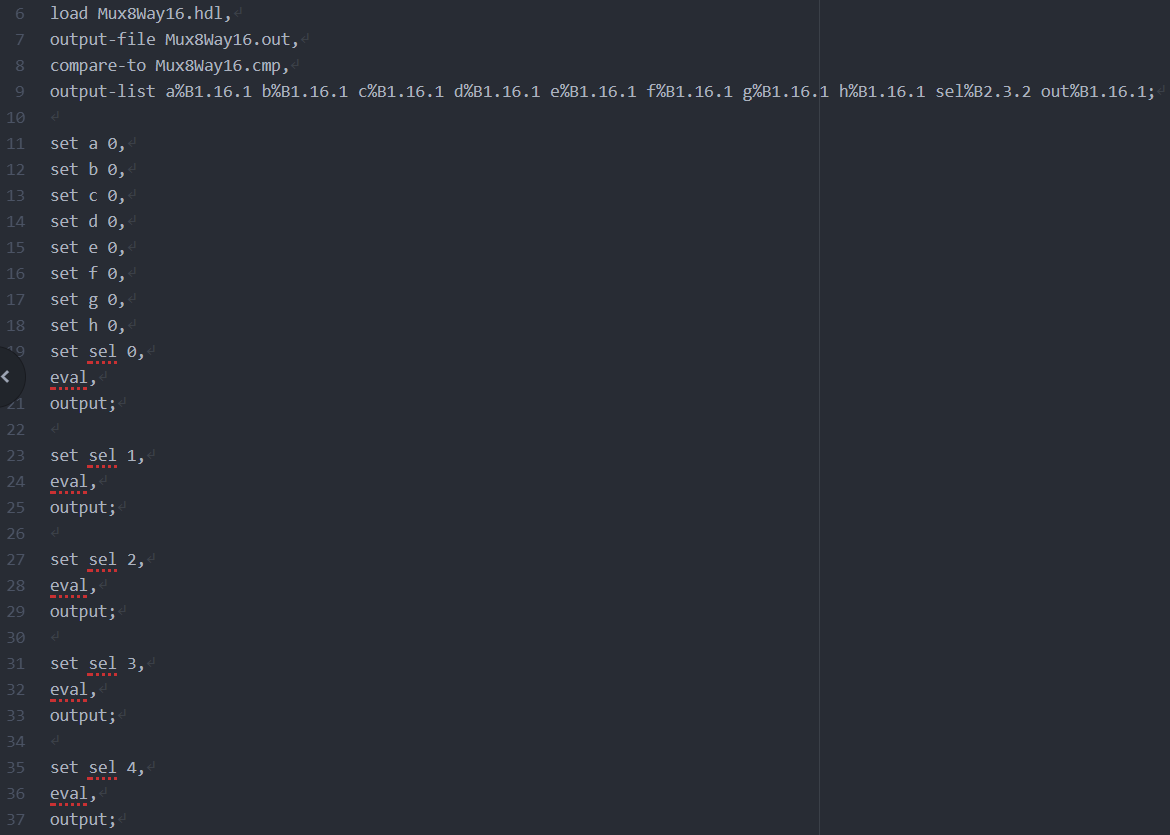 6 load Mux8Way16.hdl,
7 output-file Mux8Way16.out,
8 compare-to Mux8Way16.cmp,
9 output-list a%B1.16.1 b%B1.16.1 c%B1.16.1 d%B1.16.1 e%B1.16.1 f%B1.16.1 g%B1.16.1 h%B1.16.1 sel%B2.3.2 out%B1.16.1;
10
11 set a 0,
12 set b 0,
13 set c 0,
14 set d 0,
15 set e 0,
16 set f 0,
17 set g 0,
18 set h 0,
19 set sel 0,
eval,
21 output;
22
23 set sel 1,
24 eval,
25 output;
26
27 set sel 2,
28 eval,
29 output;
30
31 set sel 3,
32 eval,
33 output;
34
35 set sel 4,
36 eval,
37 output;